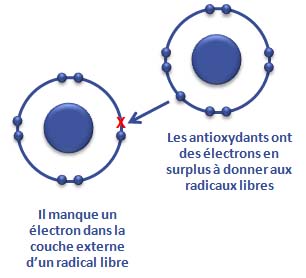 Les antioxydants ont
des électrons en
surplus à donner aux
radicaux libres
X
Il manque un
électron dans la
couche externe
d'un radical libre